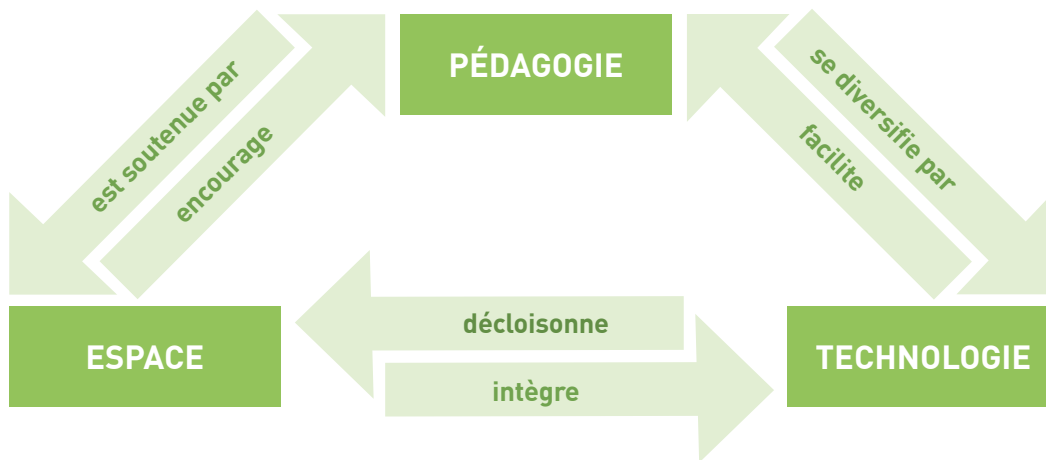 PÉDAGOGIE
est soutenue par
encourage
se diversifie par
facilite
décloisonne
intègre
ESPACE
TECHNOLOGIE